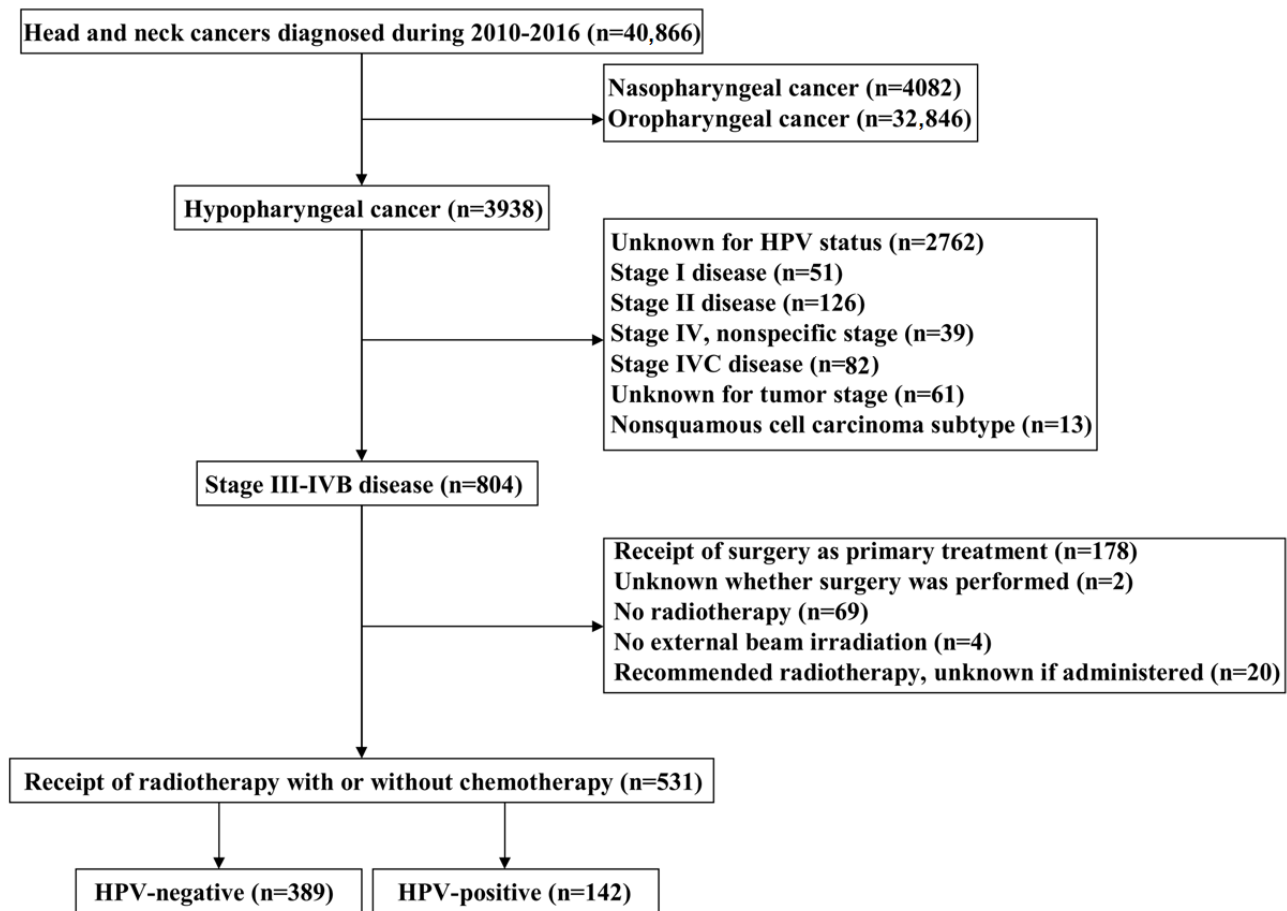 Head and neck cancers diagnosed during 2010-2016 (n=40,866)
Nasopharyngeal cancer (n=4082)
Oropharyngeal cancer (n=32,846)
Hypopharyngeal cancer (n=3938)
Unknown for HPV status (n=2762)
Stage I disease (n=51)
Stage II disease (n=126)
Stage IV, nonspecific stage (n=39)
Stage IVC disease (n=82)
Unknown for tumor stage (n=61)
Nonsquamous cell carcinoma subtype (n=13)
Stage III-IVB disease (n=804)
Receipt of surgery as primary treatment (n=178)
Unknown whether surgery was performed (n=2)
No radiotherapy (n=69)
No external beam irradiation (n=4)
Recommended radiotherapy, unknown if administered (n=20)
Receipt of radiotherapy with or without chemotherapy (n=531)
HPV-negative (n=389)
HPV-positive (n=142)